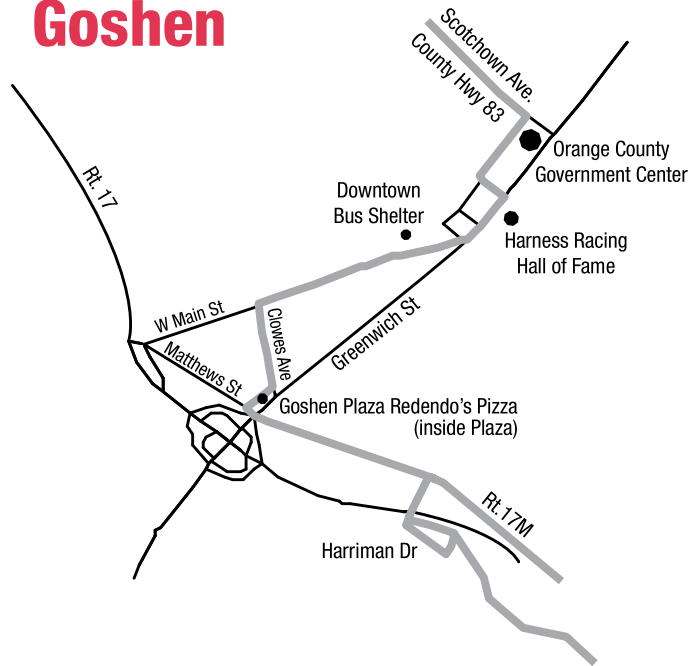 Goshen
Scotchown Ave.
County Hwy 83
Orange County
Government Center
Rt. 17
Downtown
Bus Shelter
Harness Racing
Hall of Fame
W Main St
Clowes Ave
Greenwich St
Matthews St
Goshen Plaza Redendo's Pizza
(inside Plaza)
Rt.17M
Harriman Dr